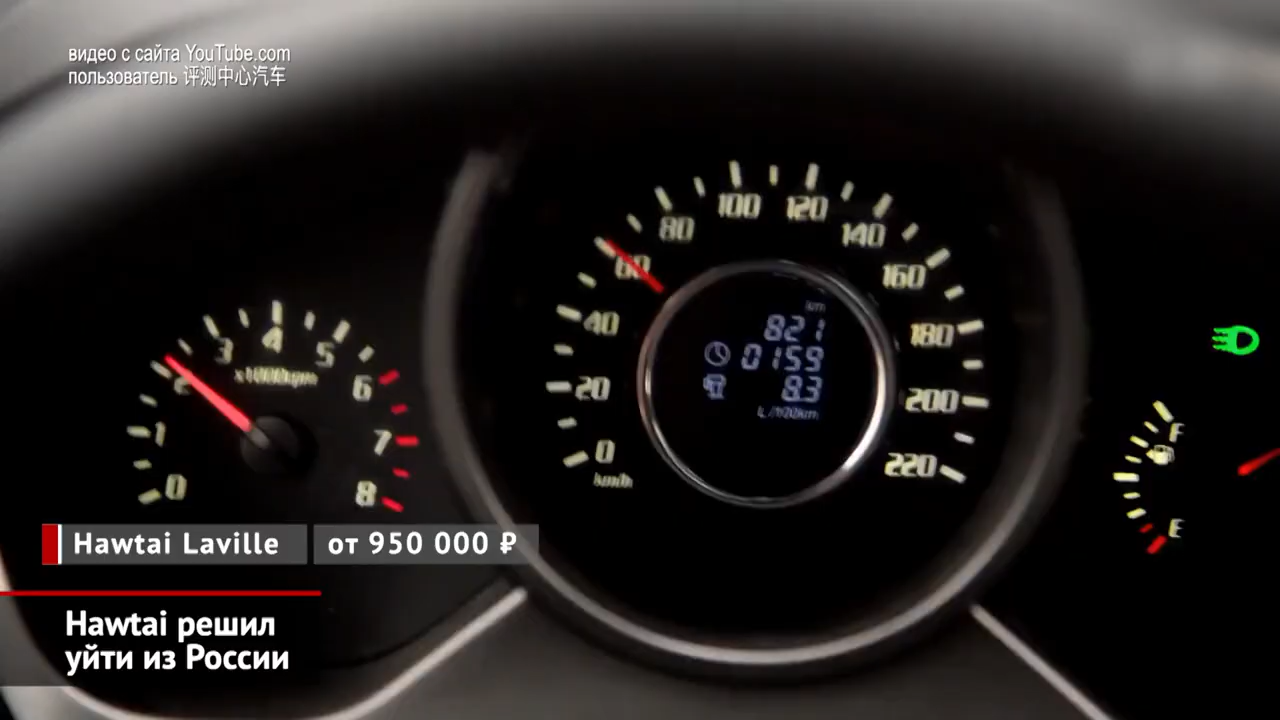 видео с сайта YouTube.com
пользователь 评测中心汽车
80
100
120
140
60
160
40
180
20
200
0
220
km/h
km
821
0159
8.3
L/100km
4
3
5
2
x1000rpm
6
1
7
0
8
F
E
Hawtai Laville
от 950 000 ₽
Hawtai решил
уйти из России